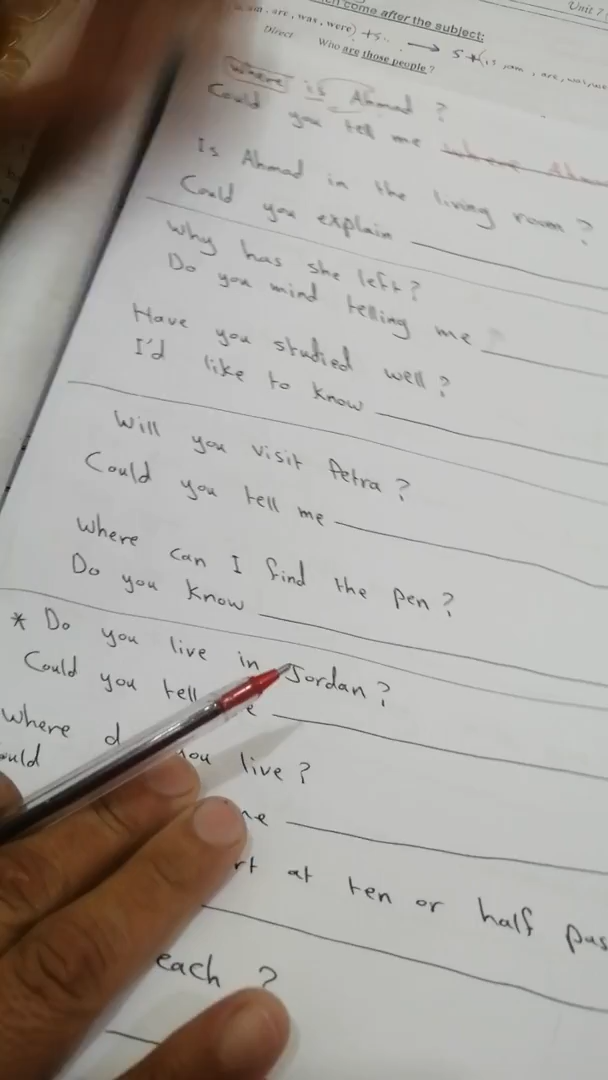 Unit 7
come after the subject:
, are, was, were) + s.. → s + (is, am, are, was,
Direct Who are those people?
Where is Ahmad ?
Could you tell me where
Is Ahmad in the living room ?
Could you explain
Why has she left?
Do you mind telling me
Have you studied well ?
I'd like to know
Will you visit Petra ?
Could you tell me
Where can I find the pen ?
Do you know
* Do you live in Jordan ?
Could you tell e
Where d you live ?
ould
me
rt at ten or half pas
each ?